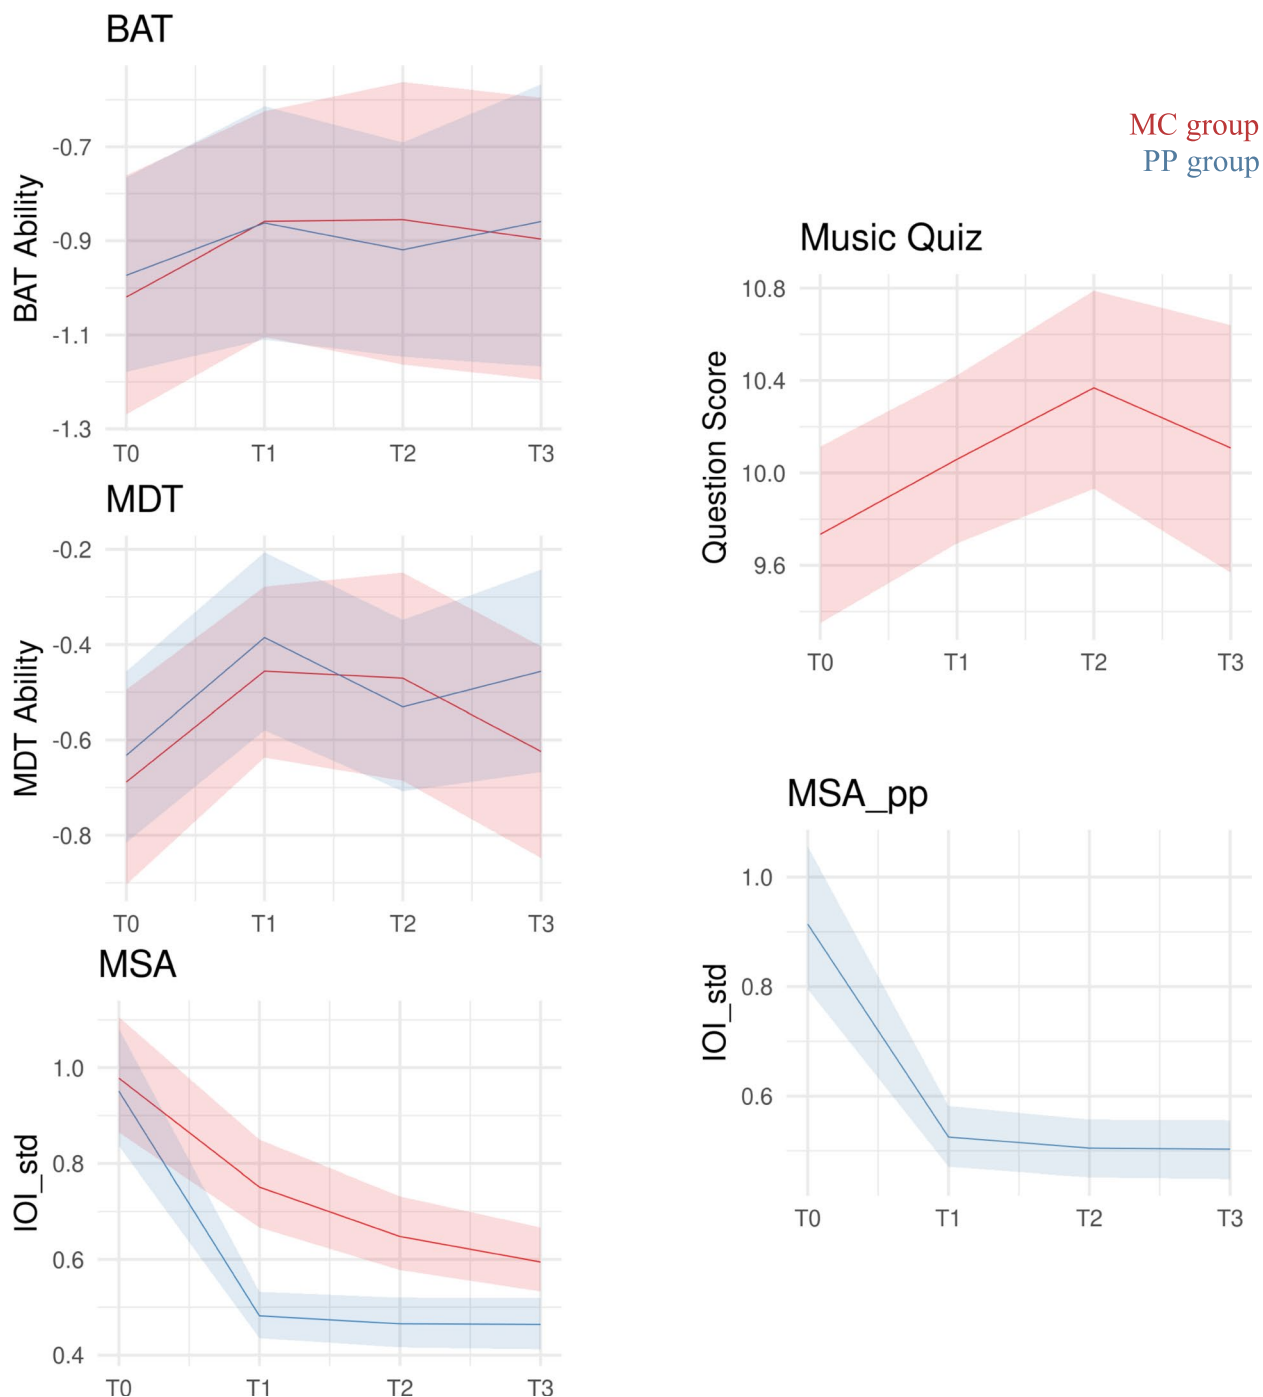 BAT
BAT Ability
-0.7
-0.9
-1.1
-1.3
T0 T1 T2 T3
MC group
PP group
Music Quiz
Question Score
10.8
10.4
10.0
9.6
T0 T1 T2 T3
MDT
MDT Ability
-0.2
-0.4
-0.6
-0.8
T0 T1 T2 T3
MSA_pp
IOI_std
1.0
0.8
0.6
T0 T1 T2 T3
MSA
IOI_std
1.0
0.8
0.6
0.4
T0 T1 T2 T3